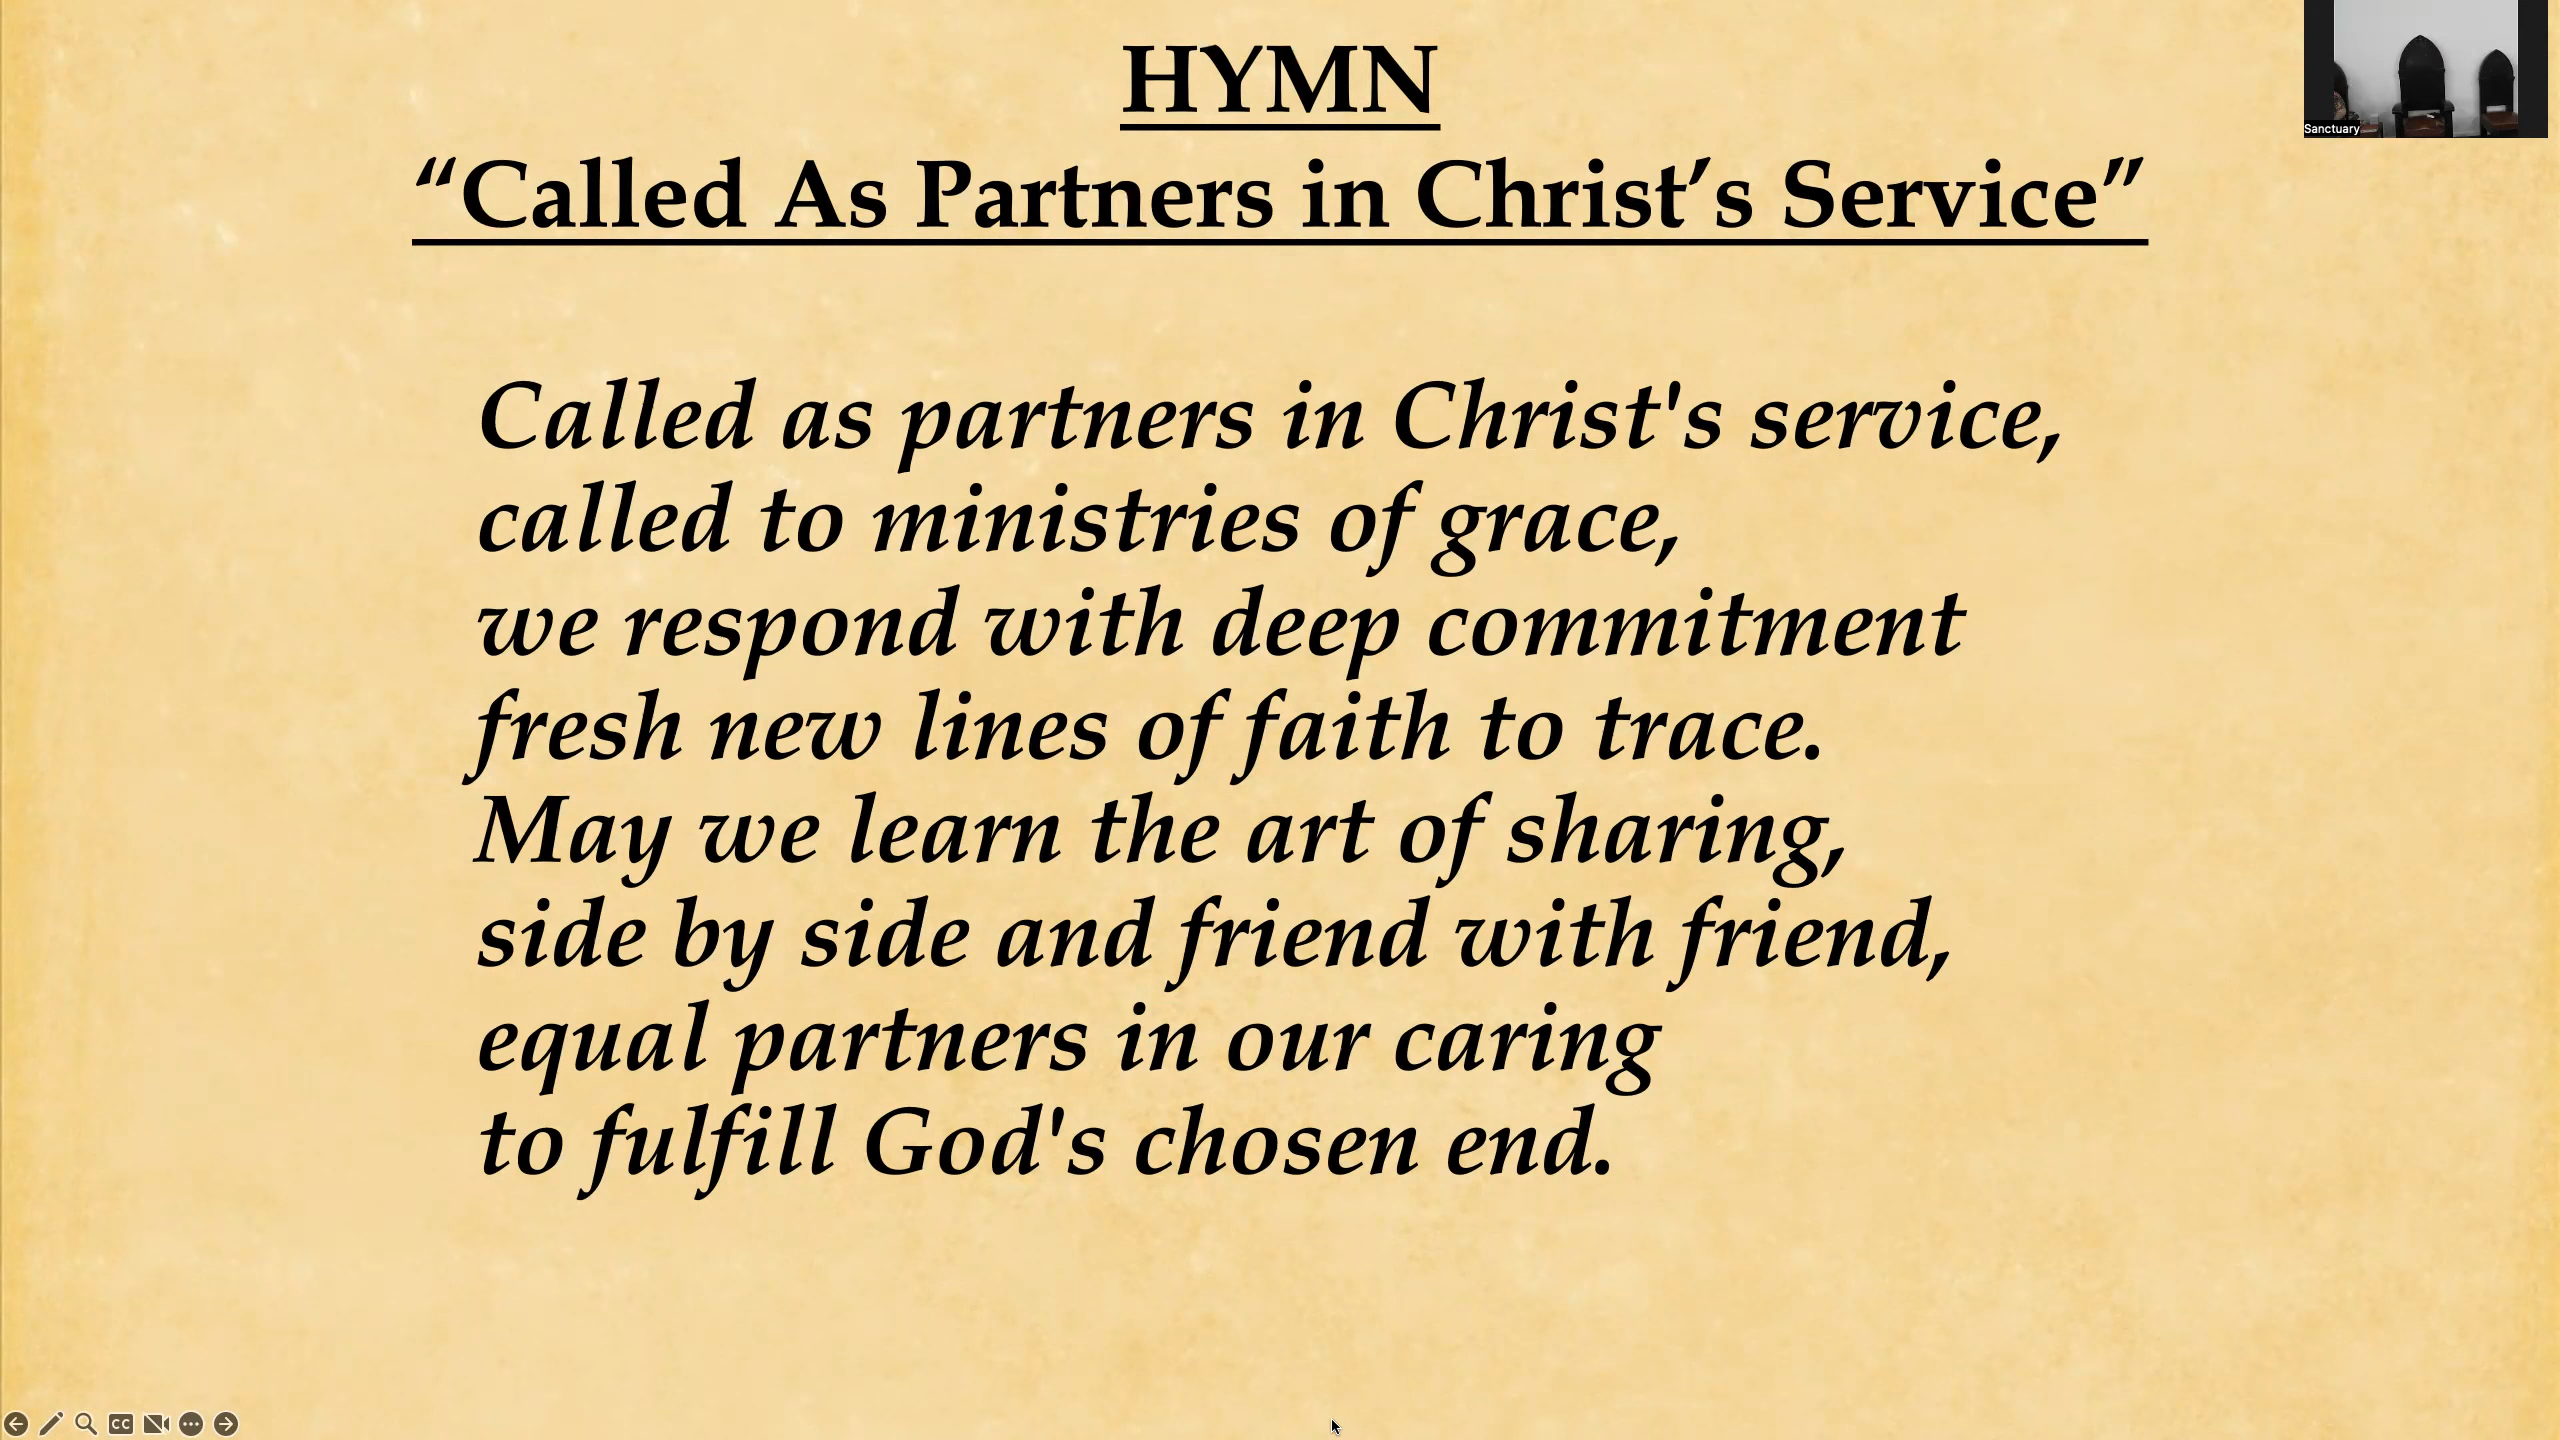 HYMN
“Called As Partners in Christ’s Service”
Sanctuary
Called as partners in Christ's service,
called to ministries of grace,
we respond with deep commitment
fresh new lines of faith to trace.
May we learn the art of sharing,
side by side and friend with friend,
equal partners in our caring
to fulfill God's chosen end.
CC